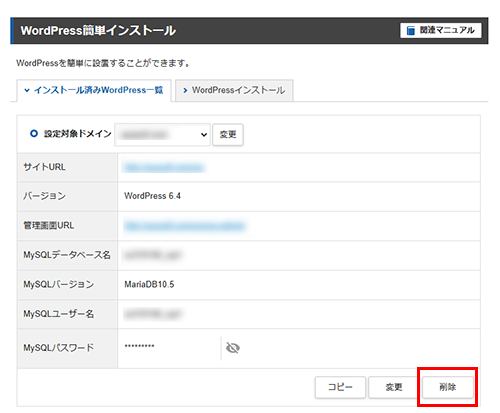 WordPress簡単インストール
関連マニュアル
WordPressを簡単に設置することができます。
インストール済みWordPress一覧
WordPressインストール
設定対象ドメイン
変更
サイトURL
バージョン WordPress 6.4
管理画面URL
MySQLデータベース名
MySQLバージョン MariaDB10.5
MySQLユーザー名
MySQLパスワード *********
コピー 変更 削除